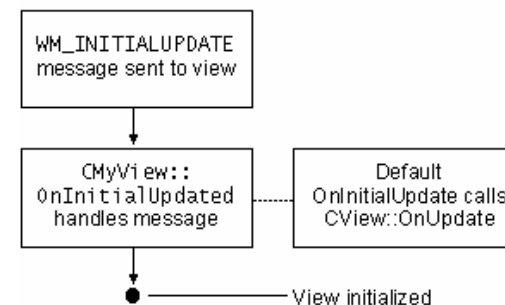 WM_INITIALUPDATE
message sent to view
CMyView::
OnInitialUpdated
handles message
Default
OnInitialUpdate calls
CView::OnUpdate
View initialized